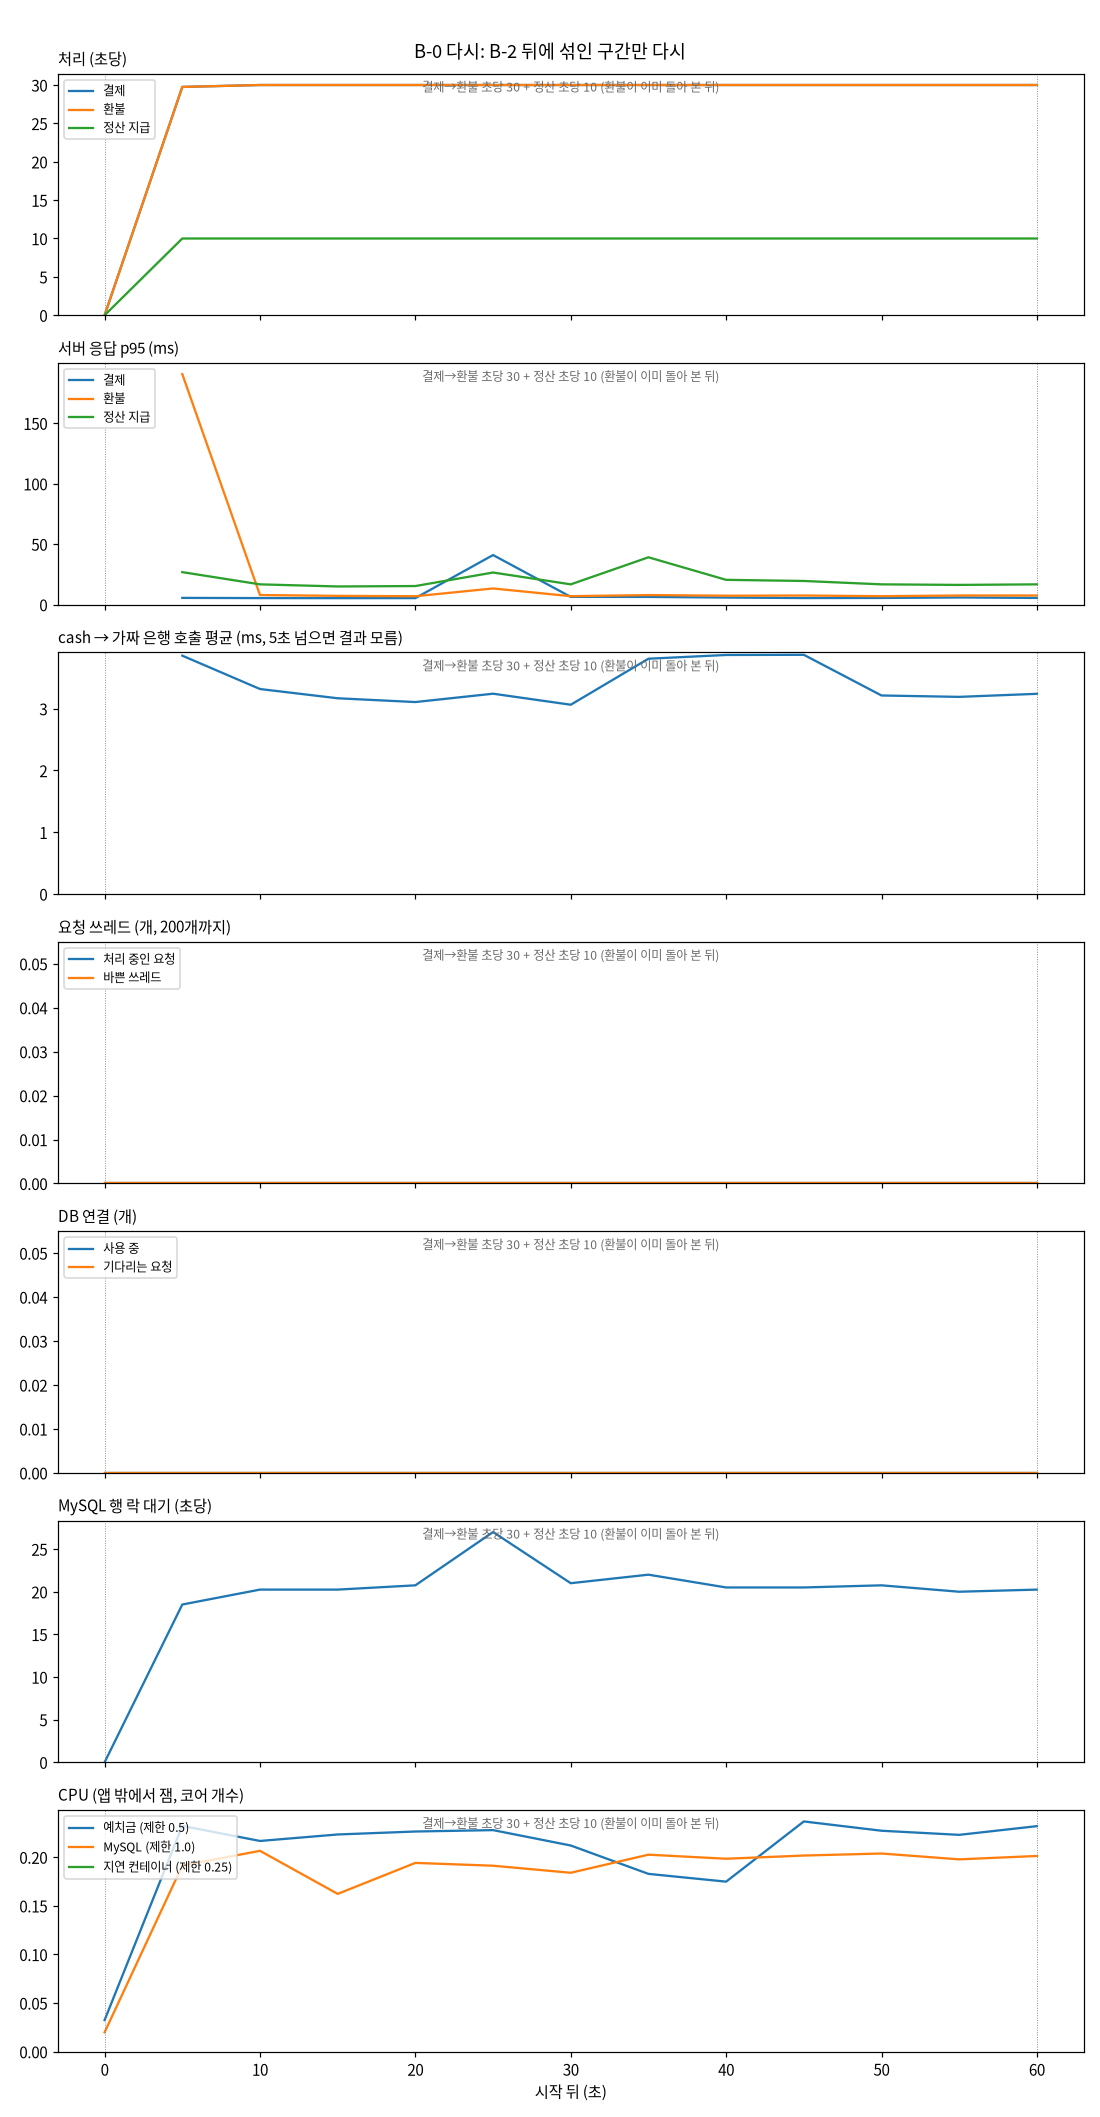 B-0 다시: B-2 뒤에 섞인 구간만 다시
처리 (초당)
결제→환불 초당 30 + 정산 초당 10 (환불이 이미 돌아 본 뒤)
결제
환불
정산 지급
30
25
20
15
10
5
0
서버 응답 p95 (ms)
결제→환불 초당 30 + 정산 초당 10 (환불이 이미 돌아 본 뒤)
결제
환불
정산 지급
150
100
50
0
cash → 가짜 은행 호출 평균 (ms, 5초 넘으면 결과 모름)
결제→환불 초당 30 + 정산 초당 10 (환불이 이미 돌아 본 뒤)
3
2
1
0
요청 쓰레드 (개, 200개까지)
결제→환불 초당 30 + 정산 초당 10 (환불이 이미 돌아 본 뒤)
처리 중인 요청
바쁜 쓰레드
0.05
0.04
0.03
0.02
0.01
0.00
DB 연결 (개)
결제→환불 초당 30 + 정산 초당 10 (환불이 이미 돌아 본 뒤)
사용 중
기다리는 요청
0.05
0.04
0.03
0.02
0.01
0.00
MySQL 행 락 대기 (초당)
결제→환불 초당 30 + 정산 초당 10 (환불이 이미 돌아 본 뒤)
25
20
15
10
5
0
CPU (앱 밖에서 잼, 코어 개수)
결제→환불 초당 30 + 정산 초당 10 (환불이 이미 돌아 본 뒤)
예치금 (제한 0.5)
MySQL (제한 1.0)
지연 컨테이너 (제한 0.25)
0.20
0.15
0.10
0.05
0.00
0 10 20 30 40 50 60
시작 뒤 (초)